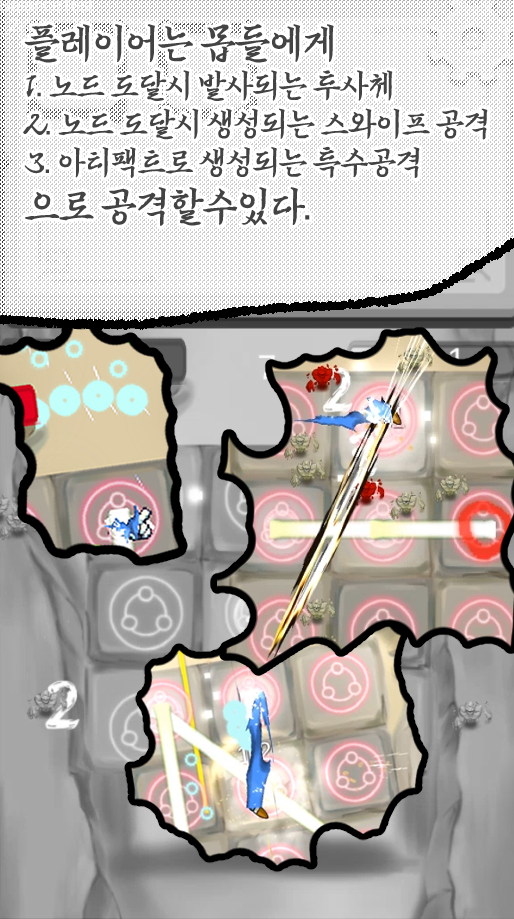 플레이어는 몹들에게
1. 노드 도달시 발사되는 투사체
2. 노드 도달시 생성되는 스와이프 공격
3. 아티팩트로 생성되는 특수공격
으로 공격할수있다.
2
2